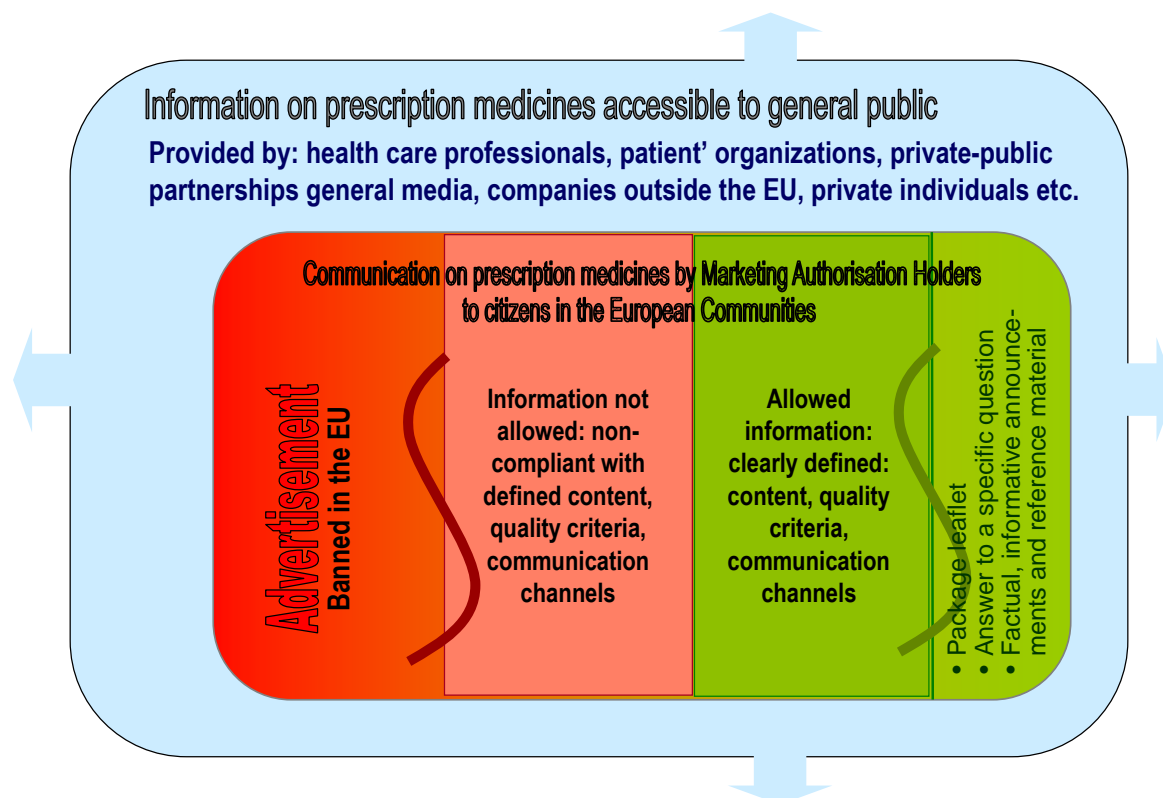 Information on prescription medicines accessible to general public
Provided by: health care professionals, patient’ organizations, private-public
partnerships general media, companies outside the EU, private individuals etc.
Communication on prescription medicines by Marketing Authorisation Holders
to citizens in the European Communities
Advertisement
Banned in the EU
Information not
allowed: non-
compliant with
defined content,
quality criteria,
communication
channels
Allowed
information:
clearly defined:
content, quality
criteria,
communication
channels
• Package leaflet
• Answer to a specific question
• Factual, informative announce-
ments and reference material